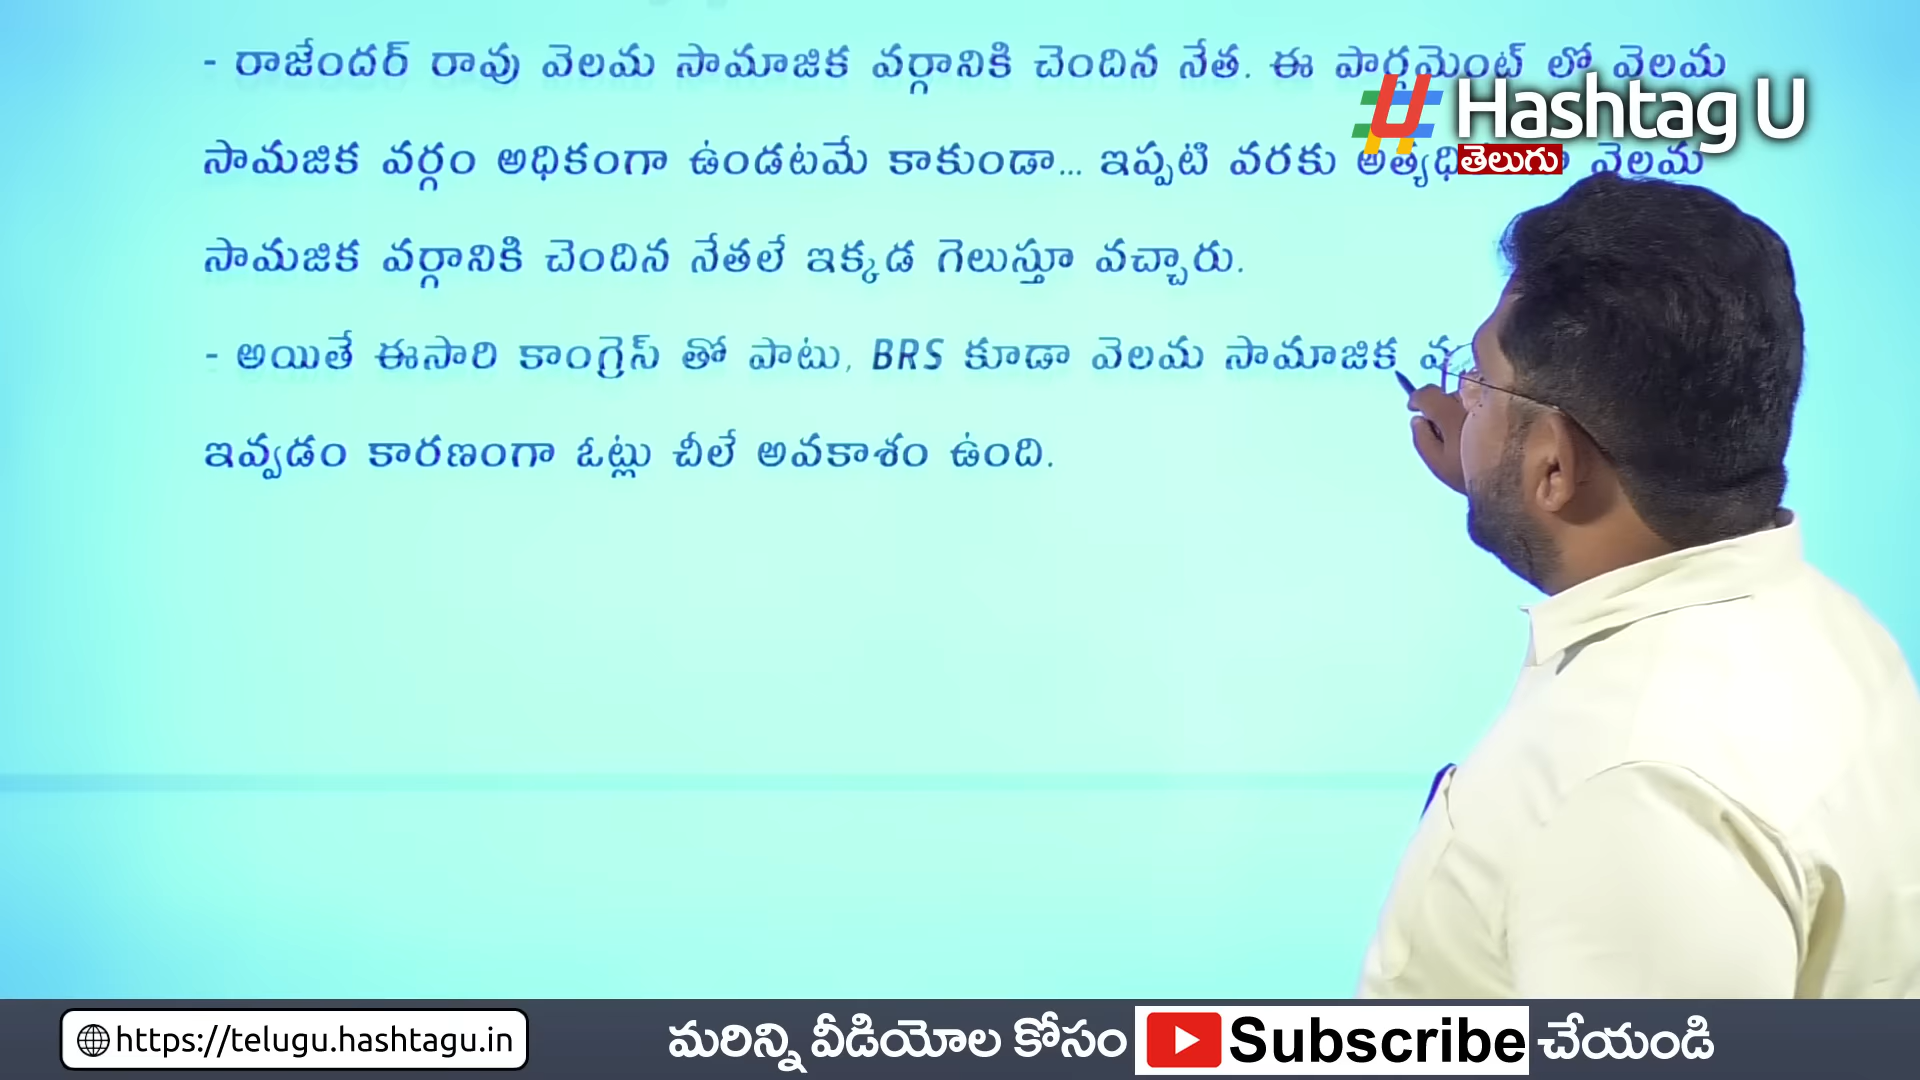 - రాజేందర్ రావు వెలమ సామాజిక వర్గానికి చెందిన నేత. ఈ పార్లమెంట్ లో వెలమ
Hashtag U
తెలుగు
సామజిక వర్గం అధికంగా ఉండటమే కాకుండా... ఇప్పటి వరకు వెలమ
సామజిక వర్గానికి చెందిన నేతలే ఇక్కడ గెలుస్తూ వచ్చారు.
- అయితే ఈసారి కాంగ్రెస్ తో పాటు, BRS కూడా వెలమ సామాజిక
ఇవ్వడం కారణంగా ఓట్లు చీలే అవకాశం ఉంది.
https://telugu.hashtagu.in
మరిన్ని వీడియోల కోసం Subscribe చేయండి